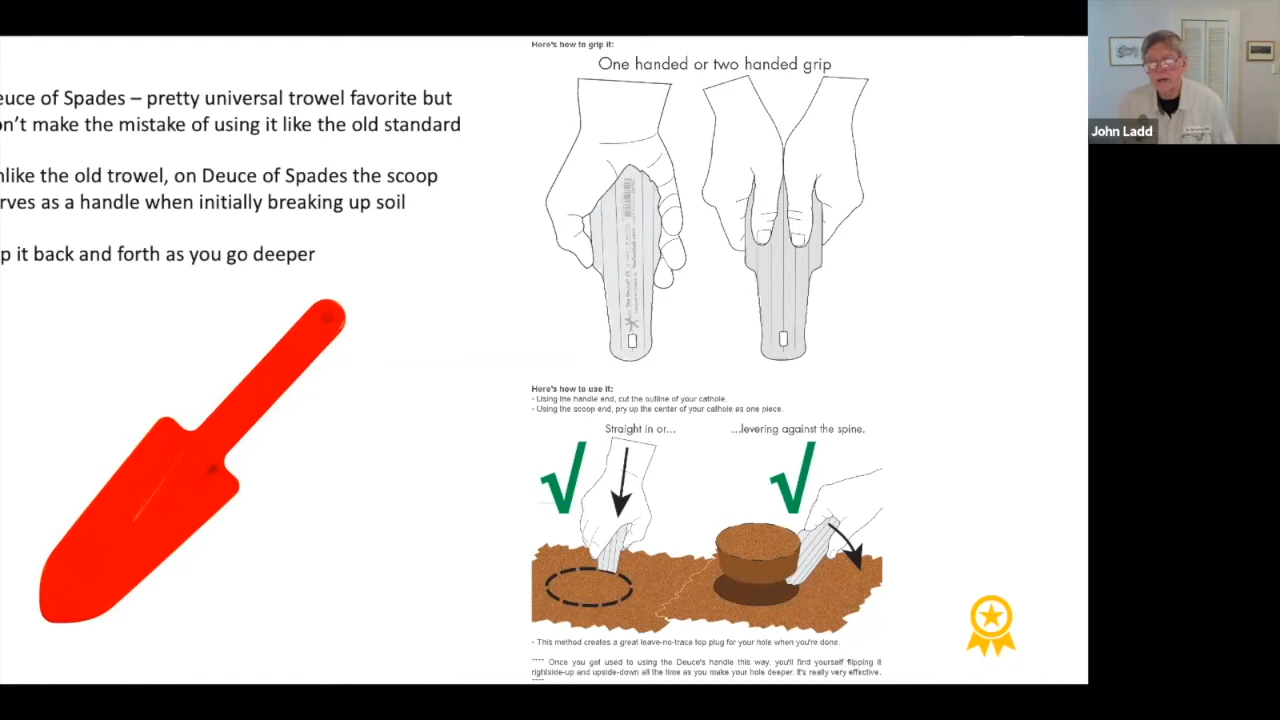 euce of Spades – pretty universal trowel favorite but
on't make the mistake of using it like the old standard
nlike the old trowel, on Deuce of Spades the scoop
rves as a handle when initially breaking up soil
p it back and forth as you go deeper
Here's how to grip it:
One handed or two handed grip
Here's how to use it:
- Using the handle end, cut the outline of your cathole.
- Using the scoop end, pry up the center of your cathole as one piece.
Straight in or...
...levering against the spine.
- This method creates a great leave-no-trace top plug for your hole when you're done.
---- Once you get used to using the Deuce's handle this way, you'll find yourself flipping it
rightside-up and upside-down all the time as you make your hole deeper. It's really very effective.
----
John Ladd